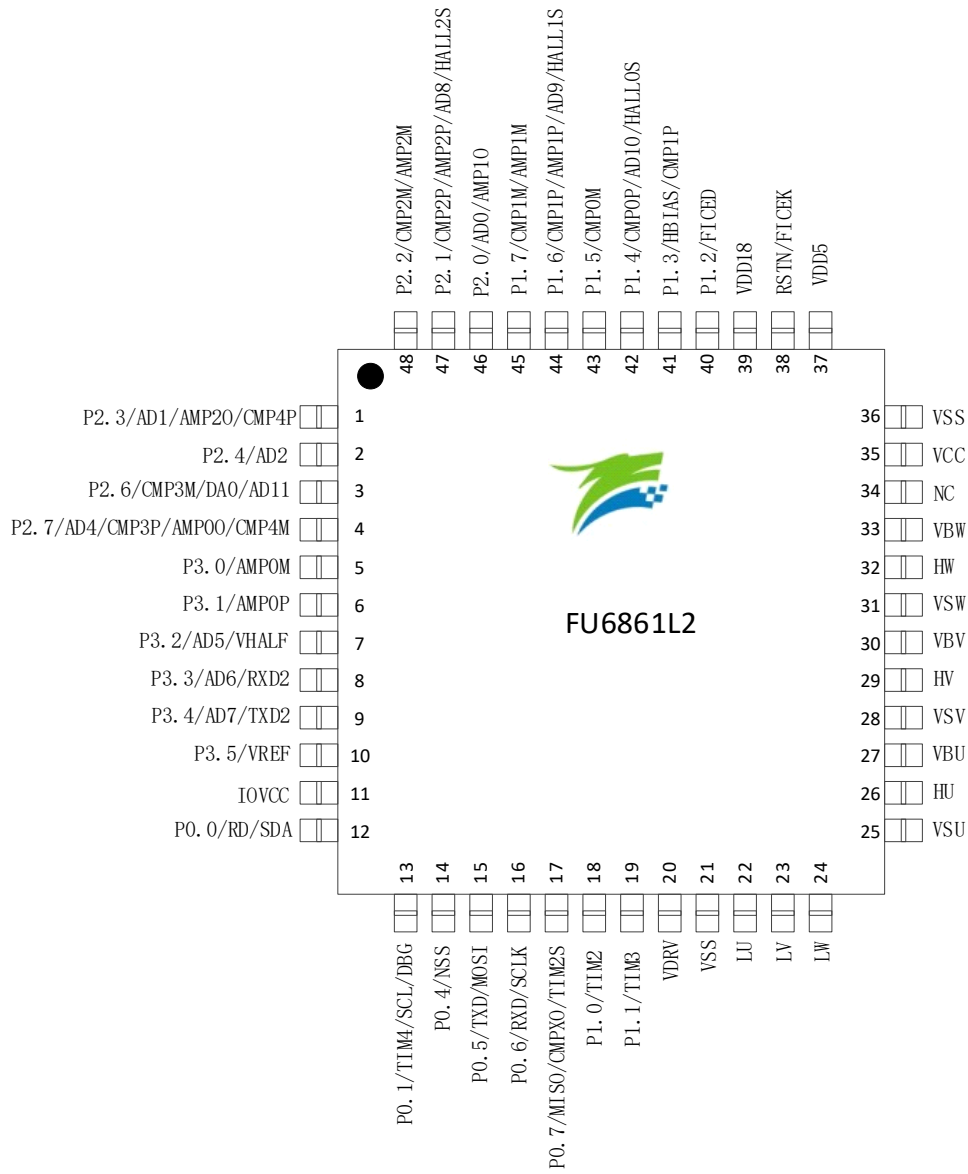 P2.2/CMP2M/AMP2M
P2.1/CMP2P/AMP2P/AD8/HALL2S
P2.0/AD0/AMP1O
P1.7/CMP1M/AMP1M
P1.6/CMP1P/AMP1P/AD9/HALL1S
P1.5/CMP0M
P1.4/CMP0P/AD10/HALL0S
P1.3/HBIAS/CMP1P
P1.2/FICED
VDD18
RSTN/FICEK
VDD5
48
47
46
45
44
43
42
41
40
39
38
37
P2.3/AD1/AMP2O/CMP4P 1
P2.4/AD2 2
P2.6/CMP3M/DA0/AD11 3
P2.7/AD4/CMP3P/AMP0O/CMP4M 4
P3.0/AMP0M 5
P3.1/AMP0P 6
P3.2/AD5/VHALF 7
P3.3/AD6/RXD2 8
P3.4/AD7/TXD2 9
P3.5/VREF 10
IOVCC 11
P0.0/RD/SDA 12
FU6861L2
36 VSS
35 VCC
34 NC
33 VBW
32 HW
31 VSW
30 VBV
29 HV
28 VSV
27 VBU
26 HU
25 VSU
13
14
15
16
17
18
19
20
21
22
23
24
P0.1/TIM4/SCL/DBG
P0.4/NSS
P0.5/TXD/MOSI
P0.6/RXD/SCLK
P0.7/MISO/CMPXO/TIM2S
P1.0/TIM2
P1.1/TIM3
VDRV
VSS
LU
LV
LW